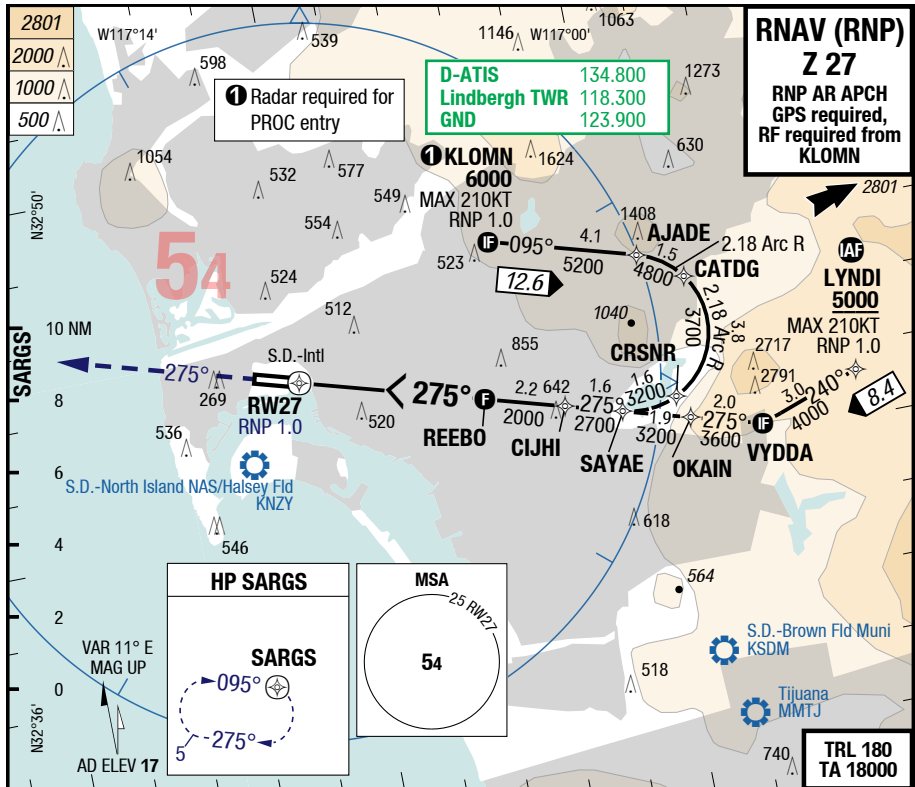 2801
2000
1000
500
W117°14'
539
598
1146
1063
W117°00'
1273
RNAV (RNP)
Z 27
RNP AR APCH
GPS required,
RF required from
KLOMN
1 Radar required for
PROC entry
D-ATIS 134.800
Lindbergh TWR 118.300
GND 123.900
1054
532
577
549
554
1 KLOMN
6000
MAX 210KT
RNP 1.0
1624
630
2801
N32°50'
54
524
512
523
IF
095°
4.1
5200
12.6
1408
AJADE
1.5
4800
2.18 Arc R
CATDG
2.18 Arc R
3.8
3700
IAF
LYNDI
5000
MAX 210KT
RNP 1.0
1040
CRSNR
2717
2791
SARGS
10 NM
8
6
4
2
0
275°
S.D.-Intl
269
RW27
RNP 1.0
855
520
275°
F
REEBO
2.2
2000
642
CIJHI
1.6
275°
2700
SAYAE
1.6
3200
1.9
3200
OKAIN
2.0
275°
3600
IF
VYDDA
3.0
4000
240°
8.4
536
S.D.-North Island NAS/Halsey Fld
KNZY
546
618
564
HP SARGS
SARGS
095°
275°
5
MSA
25 RW27
54
518
S.D.-Brown Fld Muni
KSDM
Tijuana
MMTJ
740
VAR 11° E
MAG UP
N32°36'
AD ELEV 17
TRL 180
TA 18000